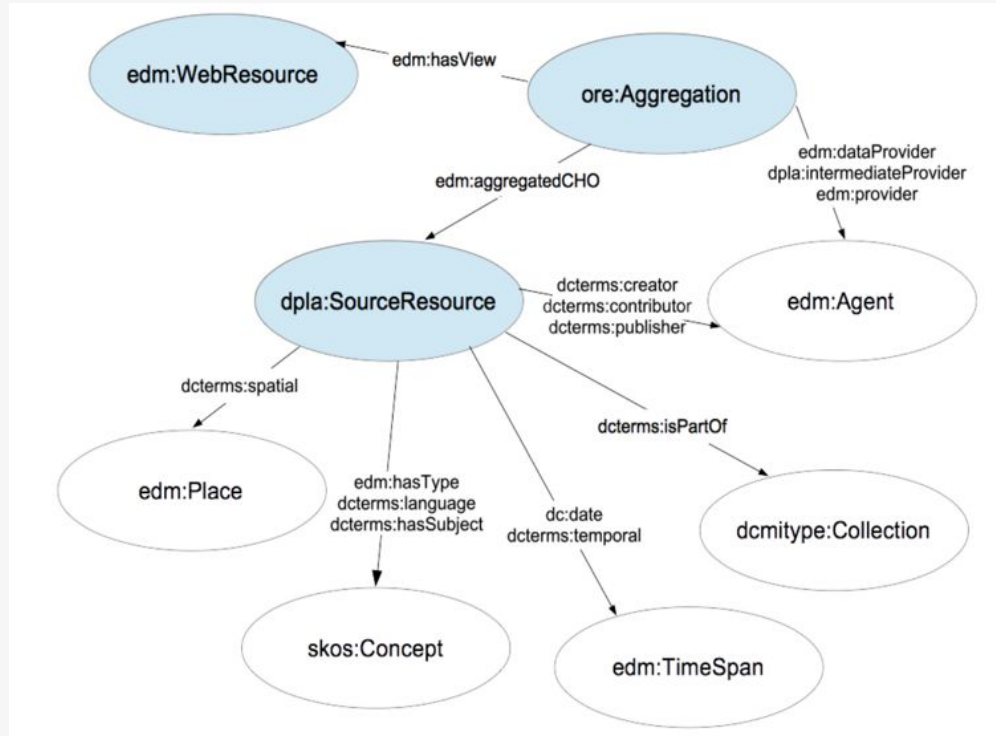 edm:WebResource
edm:hasView
ore:Aggregation
edm:dataProvider
dpla:intermediateProvider
edm:provider
edm:aggregatedCHO
dpla:SourceResource
dcterms:creator
dcterms:contributor
dcterms:publisher
edm:Agent
dcterms:spatial
dcterms:isPartOf
edm:Place
edm:hasType
dcterms:language
dcterms:hasSubject
dc:date
dcterms:temporal
dcmitype:Collection
skos:Concept
edm:TimeSpan